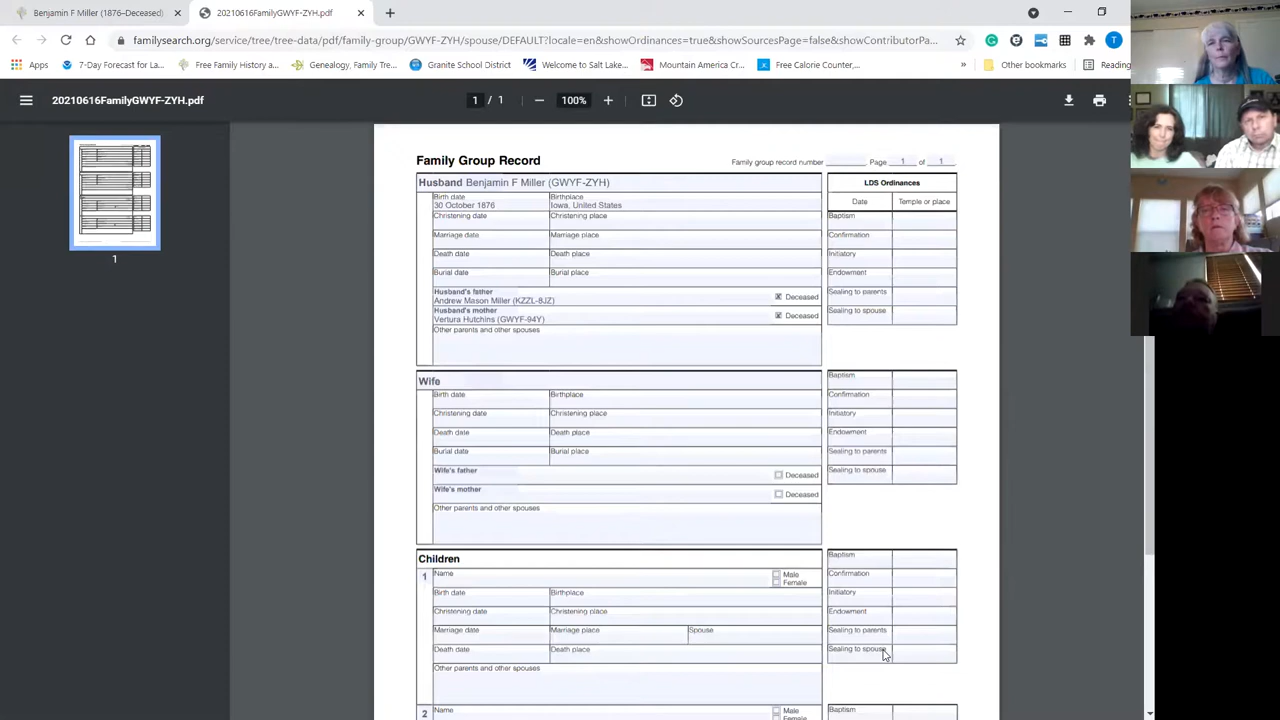 Benjamin F Miller (1876–Deceased)
20210616FamilyGWYF-ZYH.pdf
familysearch.org/service/tree/tree-data/pdf/family-group/GWYF-ZYH/spouse/DEFAULT?locale=en&showOrdinances=true&showSourcesPage=false&showContributorPa...
T
Apps
7-Day Forecast for La...
Free Family History a...
Genealogy, Family Tre...
Granite School District
Welcome to Salt Lake...
Mountain America Cr...
Free Calorie Counter,...
Other bookmarks
Reading
20210616FamilyGWYF-ZYH.pdf
1 / 1
100%
1
Family Group Record
Family group record number
Page 1 of 1
Husband Benjamin F Miller (GWYF-ZYH)
LDS Ordinances
Birth date
Birthplace
Date
Temple or place
30 October 1876
Iowa, United States
Christening date
Christening place
Baptism
Marriage date
Marriage place
Confirmation
Death date
Death place
Initiatory
Burial date
Burial place
Endowment
Husband's father
Andrew Mason Miller (KZZL-8JZ)
Deceased
Sealing to parents
Husband's mother
Vertura Hutchins (GWYF-94Y)
Deceased
Sealing to spouse
Other parents and other spouses
Wife
Baptism
Birth date
Birthplace
Confirmation
Christening date
Christening place
Initiatory
Death date
Death place
Endowment
Burial date
Burial place
Sealing to parents
Wife's father
Deceased
Sealing to spouse
Wife's mother
Deceased
Other parents and other spouses
Children
Baptism
1
Name
Male
Female
Confirmation
Birth date
Birthplace
Initiatory
Christening date
Christening place
Endowment
Marriage date
Marriage place
Spouse
Sealing to parents
Death date
Death place
Sealing to spouse
Other parents and other spouses
2
Name
Male
Female
Baptism